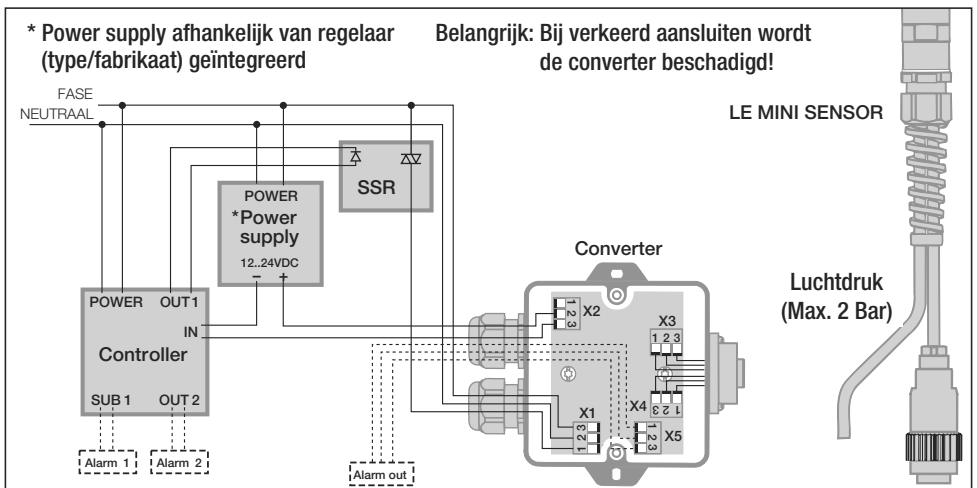 * Power supply afhankelijk van regelaar
(type/fabrikaat) geïntegreerd
Belangrijk: Bij verkeerd aansluiten wordt
de converter beschadigd!
FASE
NEUTRAAL
LE MINI SENSOR
SSR
POWER
*Power
supply
12..24VDC
− +
Converter
Luchtdruk
(Max. 2 Bar)
POWER OUT1
IN
Controller
SUB 1 OUT 2
Alarm 1 Alarm 2
Alarm out
1
2
3
X2
X3
1 2 3
X4
3 2 1
X1
3
2
1
1
2
3
X5